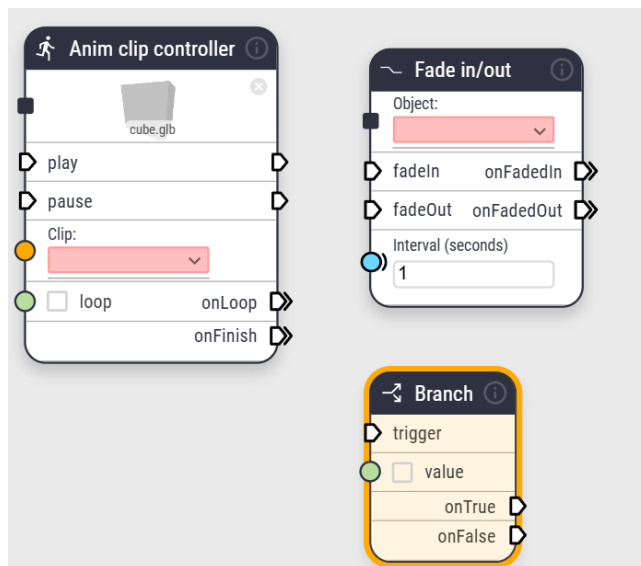 Anim clip controller
cube.glb
play
pause
Clip:
loop
onLoop
onFinish
Fade in/out
Object:
fadeIn
onFadedIn
fadeOut
onFadedOut
Interval (seconds)
1
Branch
trigger
value
onTrue
onFalse